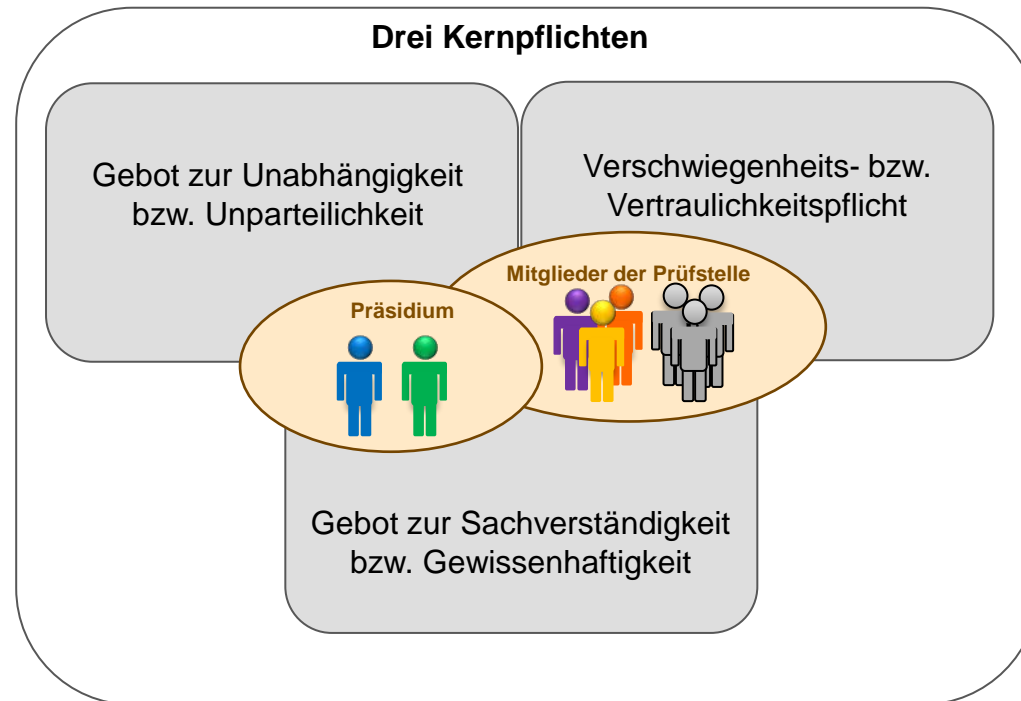 Drei Kernpflichten
Gebot zur Unabhängigkeit
bzw. Unparteilichkeit
Verschwiegenheits- bzw.
Vertraulichkeitspflicht
Mitglieder der Prüfstelle
Präsidium
Gebot zur Sachverständigkeit
bzw. Gewissenhaftigkeit